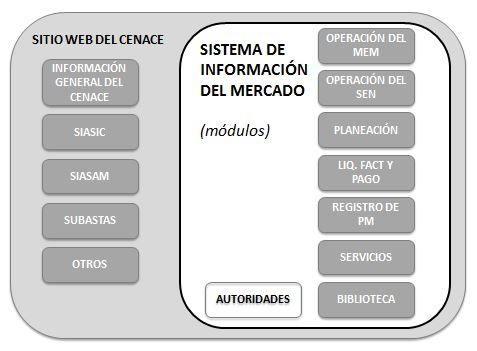 SITIO WEB DEL CENACE
INFORMACIÓN
GENERAL DEL
CENACE
SIASIC
SIASAM
SUBASTAS
OTROS
SISTEMA DE
INFORMACIÓN
DEL MERCADO
(módulos)
AUTORIDADES
OPERACIÓN DEL
MEM
OPERACIÓN DEL
SEN
PLANEACIÓN
LIQ. FACT Y
PAGO
REGISTRO DE
PM
SERVICIOS
BIBLIOTECA